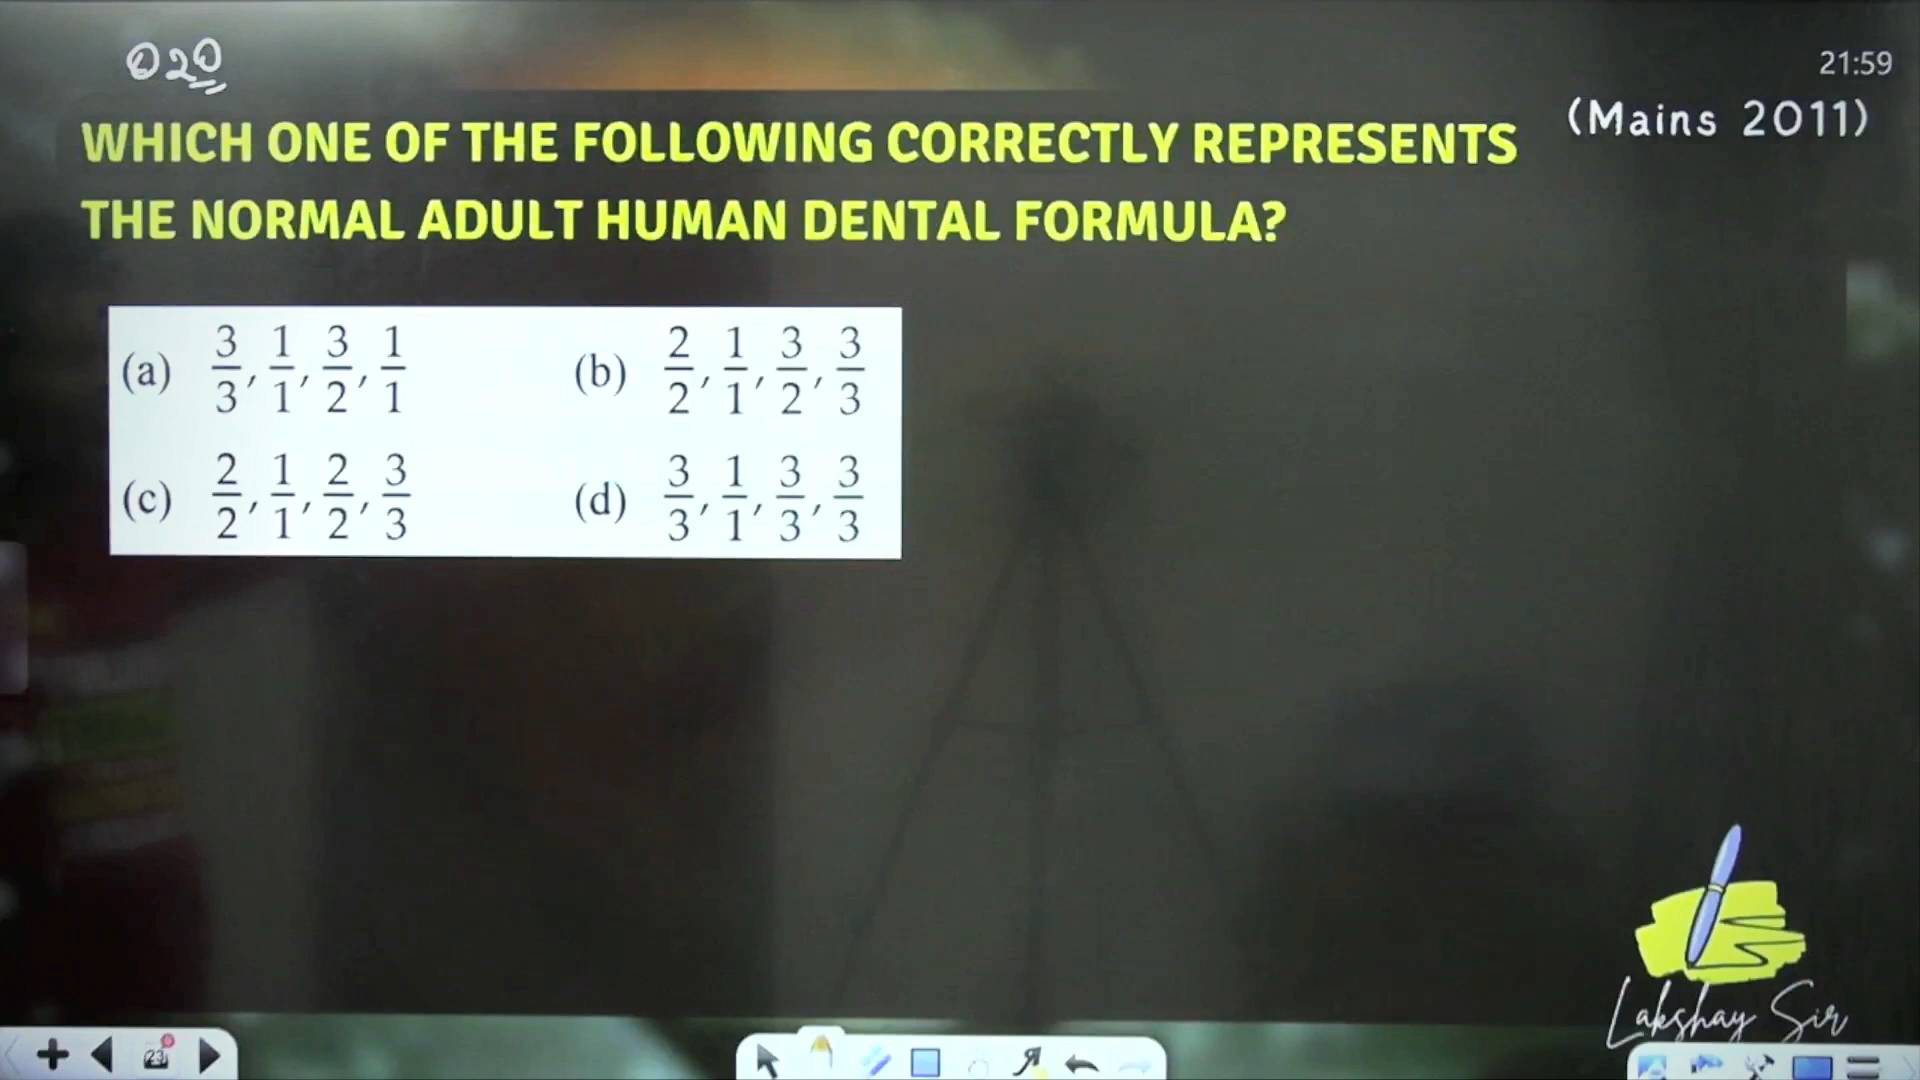 Q20
21:59
(Mains 2011)
WHICH ONE OF THE FOLLOWING CORRECTLY REPRESENTS
THE NORMAL ADULT HUMAN DENTAL FORMULA?
(a) 3/3, 1/1, 3/2, 1/1
(b) 2/2, 1/1, 3/2, 3/3
(c) 2/2, 1/1, 2/2, 3/3
(d) 3/3, 1/1, 3/3, 3/3
Lakshay Sir
23